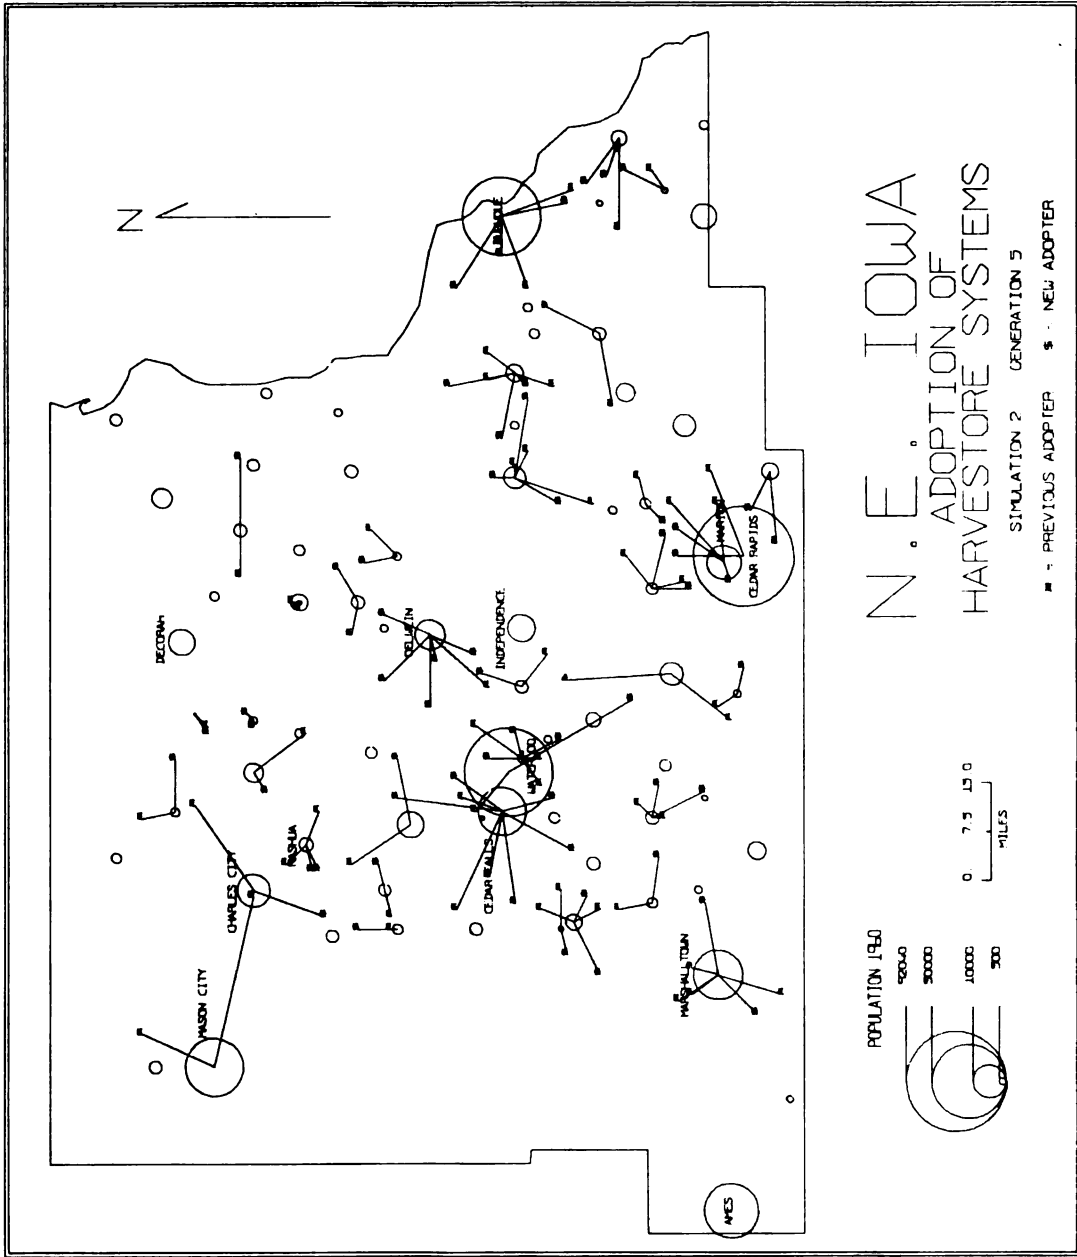 N
DECORAH
MASON CITY
CHARLES CITY
NASHUA
OELWEIN
INDEPENDENCE
DUBUQUE
WATERLOO
CEDAR FALLS
MARION
CEDAR RAPIDS
MARSHALLTOWN
AMES
N. E. IOWA
ADOPTION OF
HARVESTORE SYSTEMS
SIMULATION 2 GENERATION 5
- PREVIOUS ADOPTER $ - NEW ADOPTER
POPULATION 1960
92040
50000
10000
500
0. 7.5 15.0
MILES